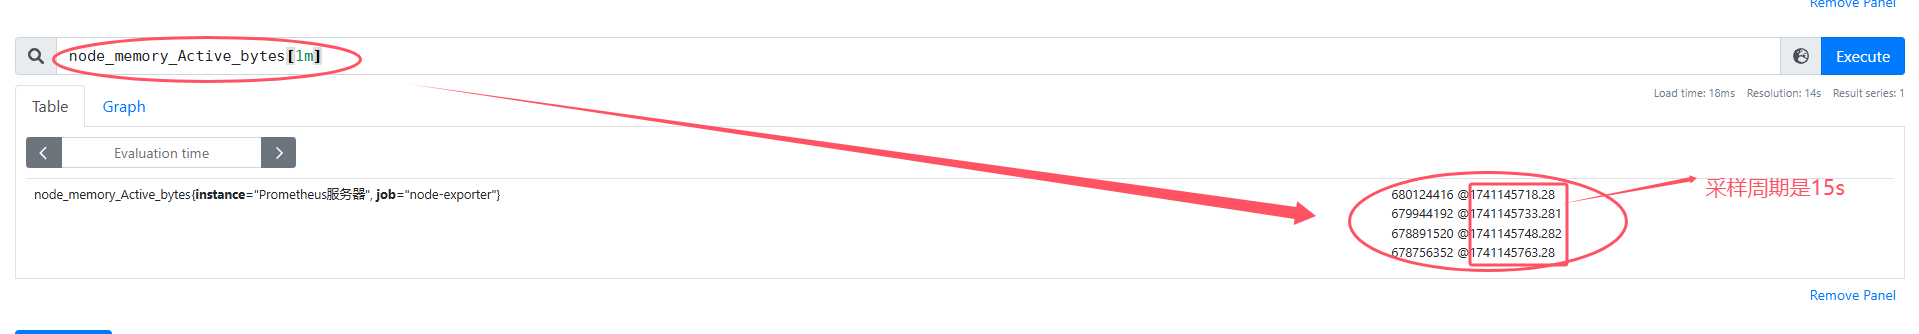 Remove Panel
node_memory_Active_bytes[1m]
Execute
Table
Graph
Load time: 18ms Resolution: 14s Result series: 1
Evaluation time
node_memory_Active_bytes{instance="Prometheus服务器", job="node-exporter"}
680124416 @1741145718.28
679944192 @1741145733.281
678891520 @1741145748.282
678756352 @1741145763.28
采样周期是15s
Remove Panel